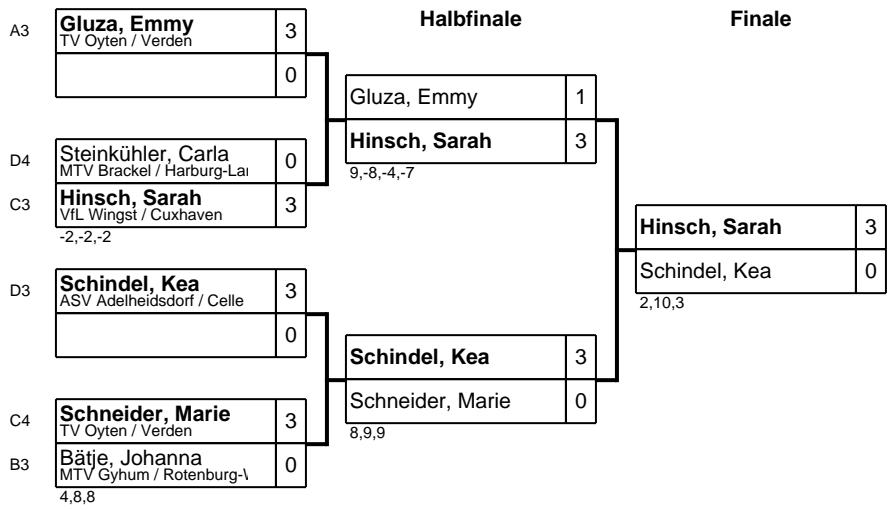 Halbfinale
Finale
A3
Gluza, Emmy
TV Oyten / Verden
3
0
D4
Steinkühler, Carla
MTV Brackel / Harburg-Lan
0
C3
Hinsch, Sarah
VfL Wingst / Cuxhaven
3
-2,-2,-2
D3
Schindel, Kea
ASV Adelheidsdorf / Celle
3
0
C4
Schneider, Marie
TV Oyten / Verden
3
B3
Bätje, Johanna
MTV Gyhum / Rotenburg-
0
4,8,8
Gluza, Emmy
1
Hinsch, Sarah
3
9,-8,-4,-7
Schindel, Kea
3
Schneider, Marie
0
8,9,9
Hinsch, Sarah
3
Schindel, Kea
0
2,10,3